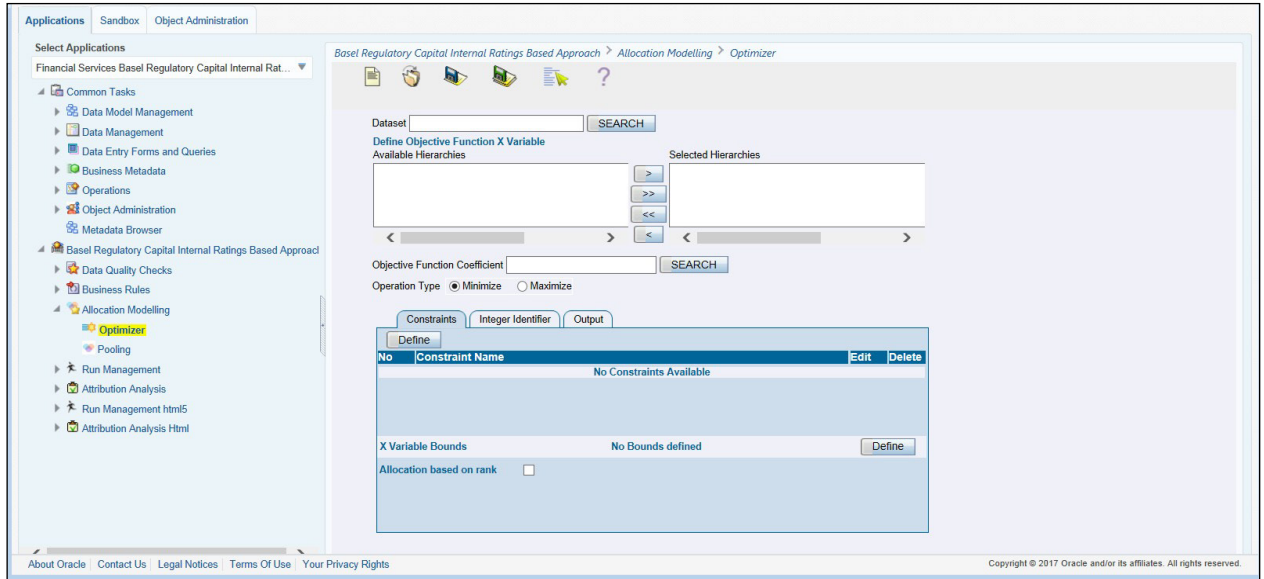 Applications Sandbox Object Administration
Select Applications
Financial Services Basel Regulatory Capital Internal Rat...
Common Tasks
Data Model Management
Data Management
Data Entry Forms and Queries
Business Metadata
Operations
Object Administration
Metadata Browser
Basel Regulatory Capital Internal Ratings Based Approacl
Data Quality Checks
Business Rules
Allocation Modelling
Optimizer
Pooling
Run Management
Attribution Analysis
Run Management html5
Attribution Analysis Html
Basel Regulatory Capital Internal Ratings Based Approach > Allocation Modelling > Optimizer
?
Dataset SEARCH
Define Objective Function X Variable
Available Hierarchies Selected Hierarchies
>
>>
<<
<
Objective Function Coefficient SEARCH
Operation Type Minimize Maximize
Constraints Integer Identifier Output
Define
No Constraint Name Edit Delete
No Constraints Available
X Variable Bounds No Bounds defined Define
Allocation based on rank
About Oracle Contact Us Legal Notices Terms Of Use Your Privacy Rights
Copyright © 2017 Oracle and/or its affiliates. All rights reserved.